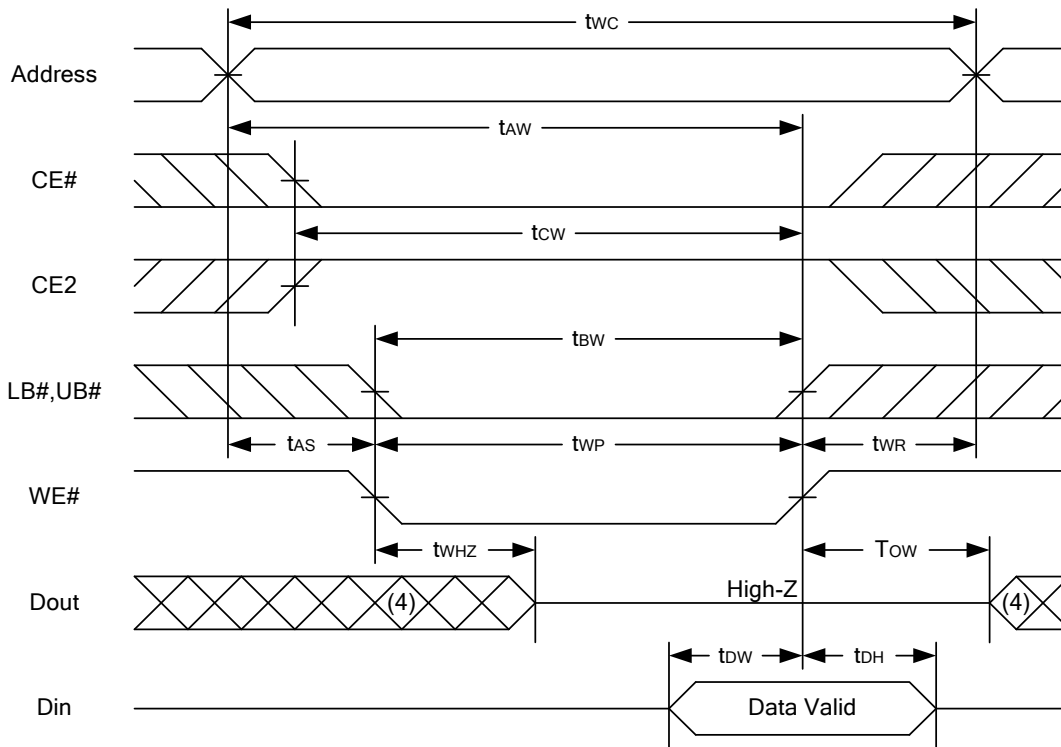 tWC
Address
tAW
CE#
tCW
CE2
tBW
LB#,UB#
tAS
tWP
tWR
WE#
tWHZ
TOW
Dout
(4)
High-Z
(4)
tDW
tDH
Din
Data Valid